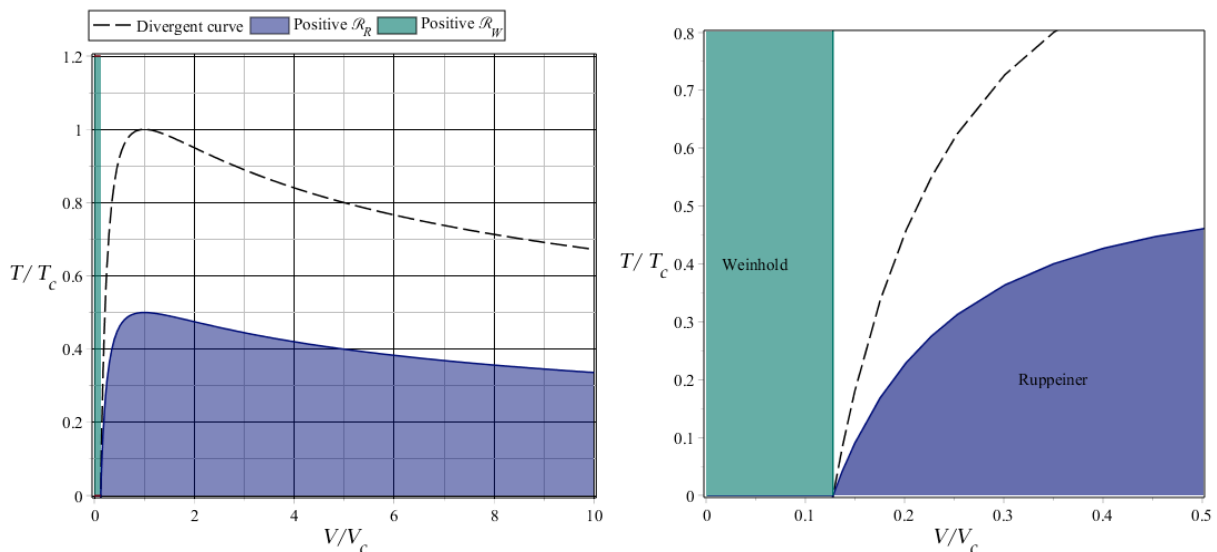 Divergent curve Positive ℛ_R Positive ℛ_W
1.2
1
0.8
T/T_c
0.6
0.4
0.2
0
0 2 4 6 8 10
V/V_c
0.8
0.7
0.6
0.5
T/T_c
0.4
Weinhold
0.3
0.2
Ruppeiner
0.1
0
0 0.1 0.2 0.3 0.4 0.5
V/V_c